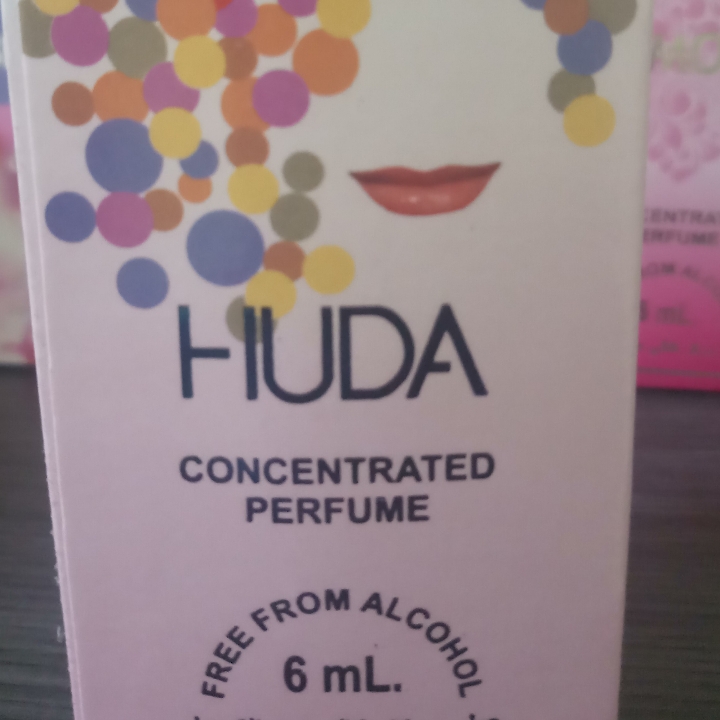 HUDA
CONCENTRATED
PERFUME
FREE FROM ALCOHOL
6 mL.